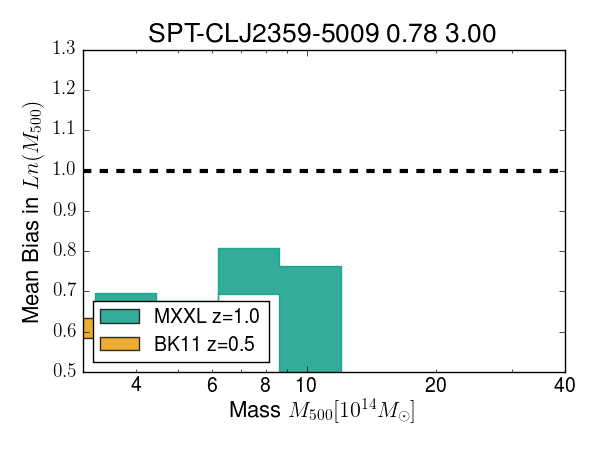 SPT-CLJ2359-5009 0.78 3.00
1.3
1.2
1.1
1.0
0.9
0.8
0.7
0.6
0.5
Mean Bias in Ln(M500)
MXXL z=1.0
BK11 z=0.5
4 6 8 10 20 40
Mass M500[10^14M⊙]